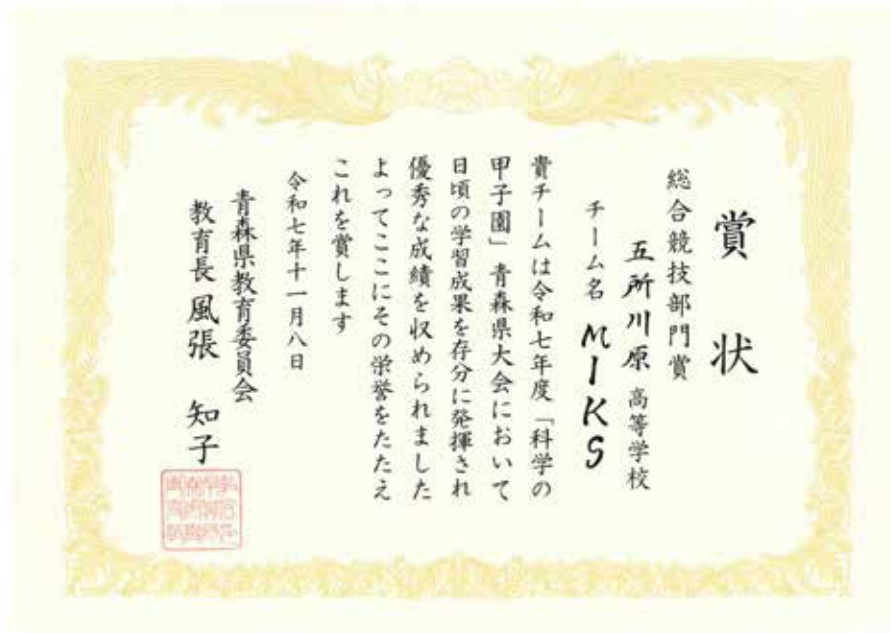 賞状
総合競技部門賞
五所川原高等学校
チーム名 MIKS
貴チームは令和七年度「科学の
甲子園」青森県大会において
日頃の学習成果を存分に発揮され
優秀な成績を収められました
よってここにその栄誉をたたえ
これを賞します
令和七年十一月八日
青森県教育委員会
教育長 風張 知子